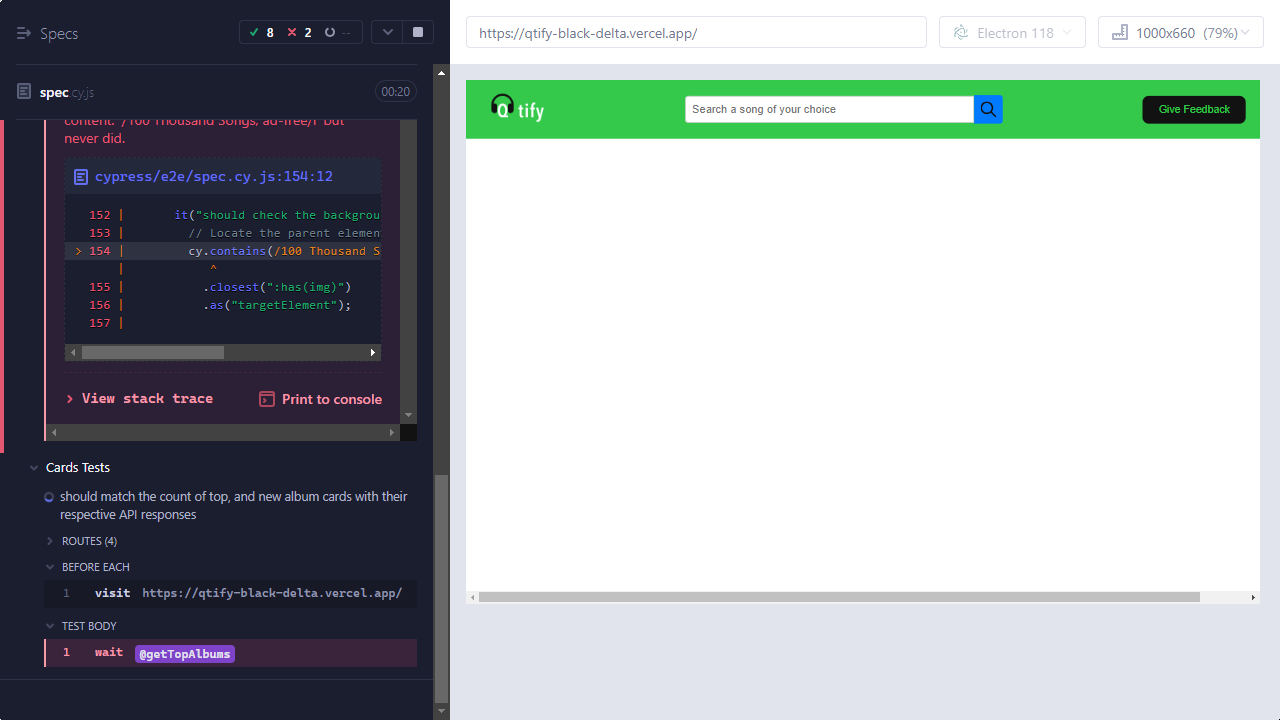 Specs
8 2 --
spec.cy.js 00:20
content: '/100 Thousand Songs, ad-free/i' but
never did.
cypress/e2e/spec.cy.js:154:12
152 | it("should check the backgrou
153 | // Locate the parent elemen
> 154 | cy.contains(/100 Thousand S
| ^
155 | .closest(":has(img)")
156 | .as("targetElement");
157 |
View stack trace
Print to console
Cards Tests
should match the count of top, and new album cards with their
respective API responses
ROUTES (4)
BEFORE EACH
1 visit https://qtify-black-delta.vercel.app/
TEST BODY
1 wait @getTopAlbums
https://qtify-black-delta.vercel.app/
Electron 118
1000x660 (79%)
Qtify
Search a song of your choice
Give Feedback